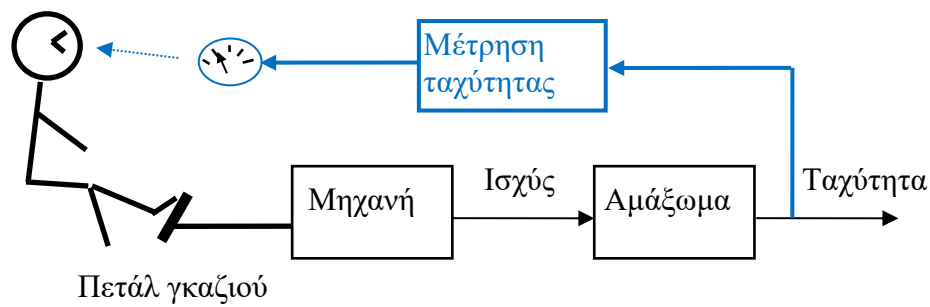 Μέτρηση
ταχύτητας
Μηχανή
Ισχύς
Αμάξωμα
Ταχύτητα
Πετάλ γκαζιού